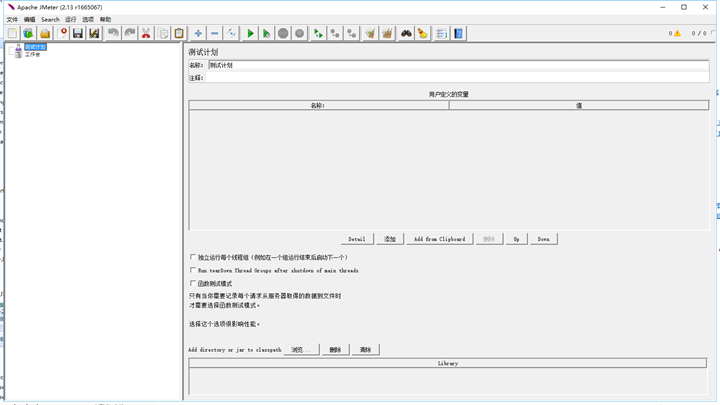 Apache JMeter (2.13 r1665067)
文件 编辑 Search 运行 选项 帮助
0 0 / 0
测试计划
工作台
测试计划
名称: 测试计划
注释:
用户定义的变量
名称: 值
Detail 添加 Add from Clipboard 删除 Up Down
独立运行每个线程组（例如在一个组运行结束后启动下一个）
Run tearDown Thread Groups after shutdown of main threads
函数测试模式
只有当你需要记录每个请求从服务器取得的数据到文件时
才需要选择函数测试模式。
选择这个选项很影响性能。
Add directory or jar to classpath 浏览... 删除 清除
Library